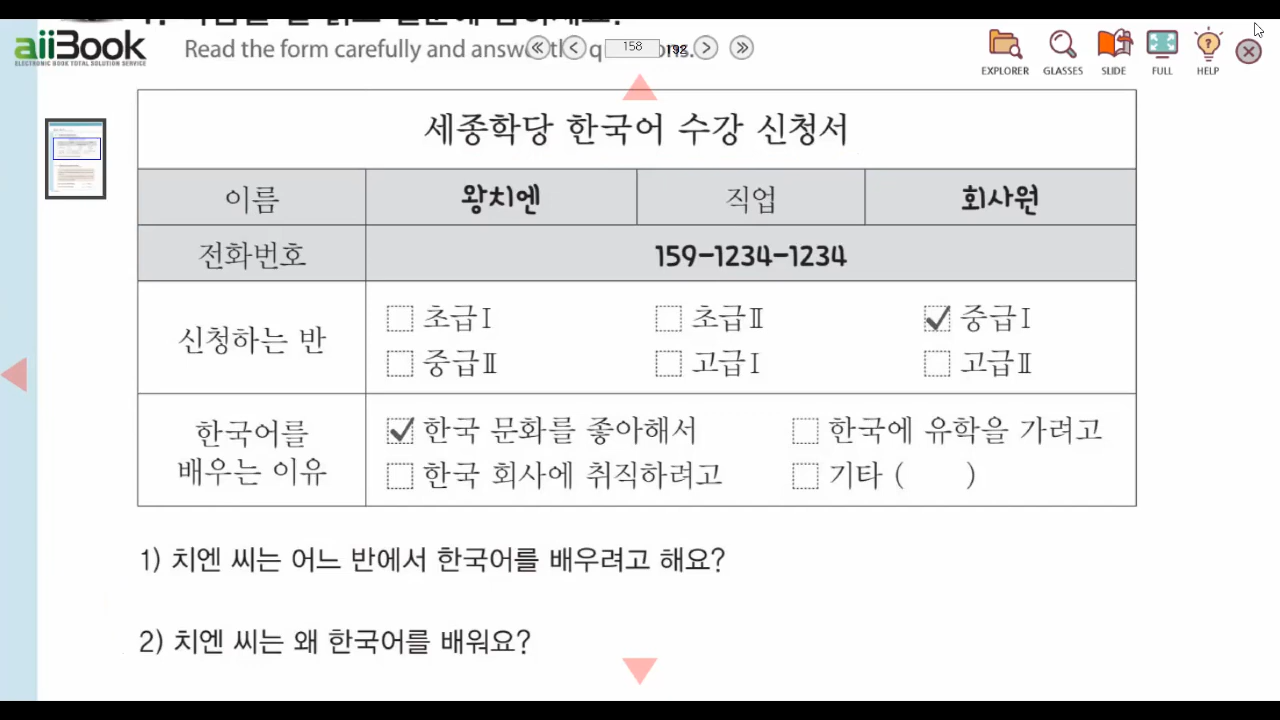 aiiBook
ELECTRONIC BOOK TOTAL SOLUTION SERVICE
Read the form carefully and answe
158
192
EXPLORER
GLASSES
SLIDE
FULL
HELP
세종학당 한국어 수강 신청서
이름 왕치엔 직업 회사원
전화번호 159-1234-1234
신청하는 반
초급Ⅰ 초급Ⅱ 중급Ⅰ
중급Ⅱ 고급Ⅰ 고급Ⅱ
한국어를
배우는 이유
한국 문화를 좋아해서 한국에 유학을 가려고
한국 회사에 취직하려고 기타 ( )
1) 치엔 씨는 어느 반에서 한국어를 배우려고 해요?
2) 치엔 씨는 왜 한국어를 배워요?